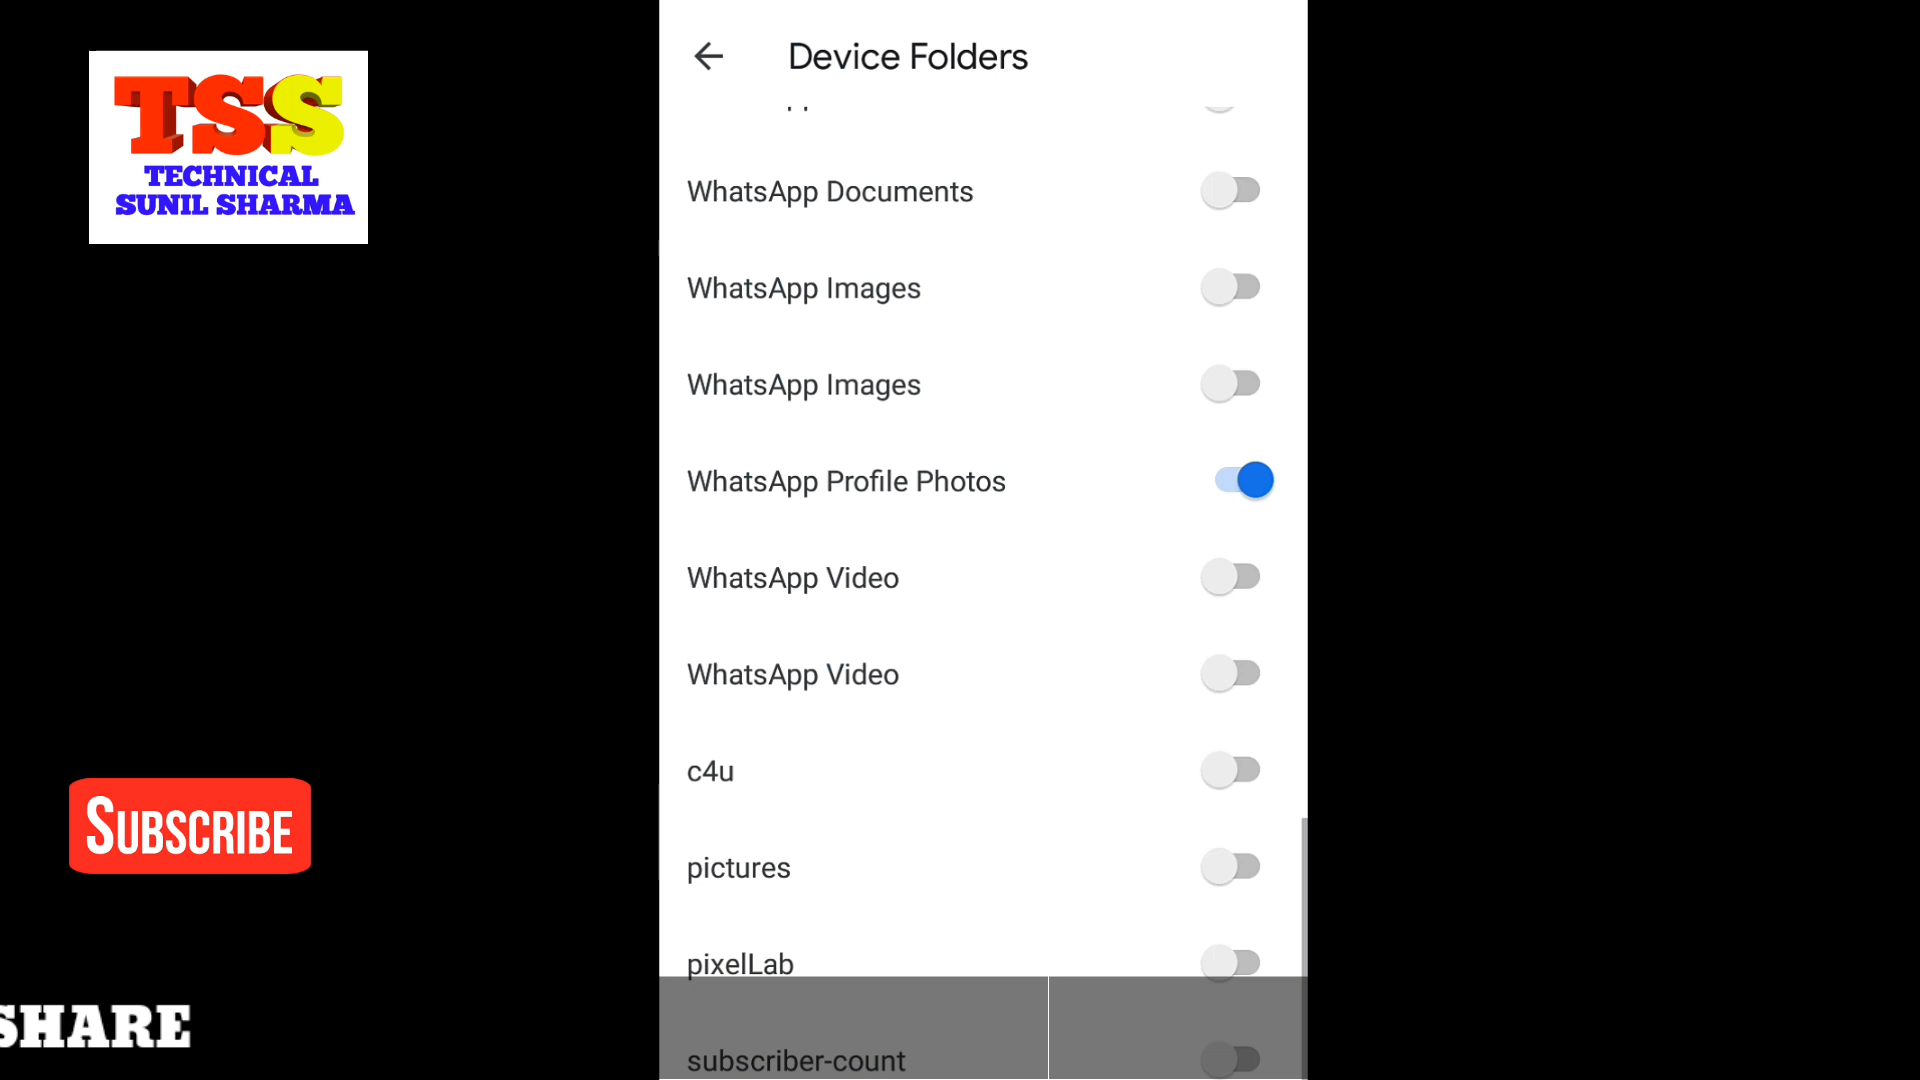 TSS
TECHNICAL
SUNIL SHARMA
Device Folders
WhatsApp Documents
WhatsApp Images
WhatsApp Images
WhatsApp Profile Photos
WhatsApp Video
WhatsApp Video
c4u
pictures
pixelLab
subscriber-count
SUBSCRIBE
SHARE